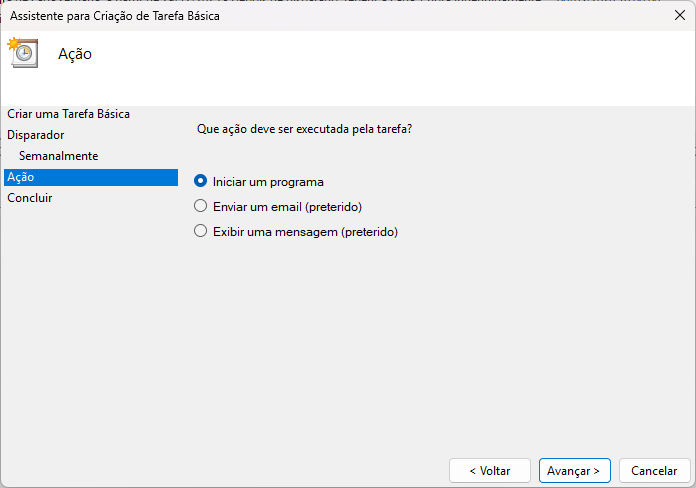 Assistente para Criação de Tarefa Básica
Ação
Criar uma Tarefa Básica
Disparador
Semanalmente
Ação
Concluir
Que ação deve ser executada pela tarefa?
Iniciar um programa
Enviar um email (preterido)
Exibir uma mensagem (preterido)
< Voltar
Avançar >
Cancelar